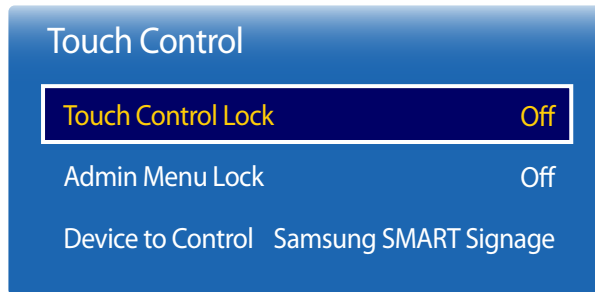 Touch Control
Touch Control Lock Off
Admin Menu Lock Off
Device to Control Samsung SMART Signage